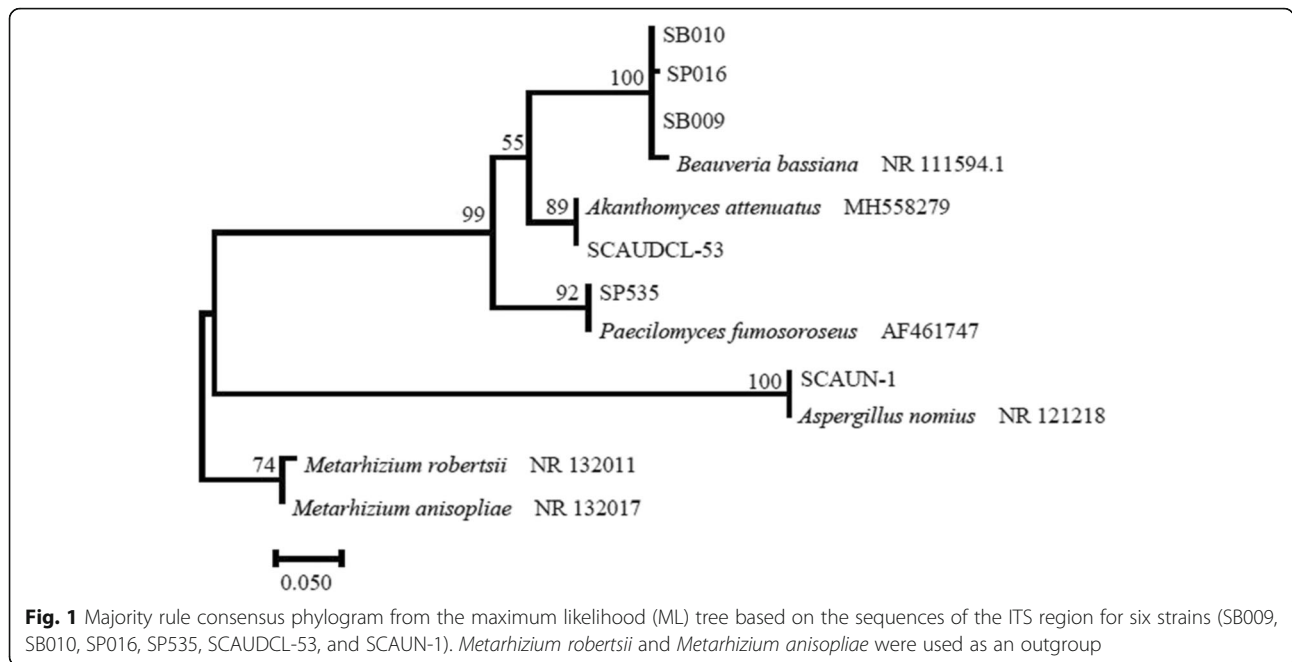 SB010
100
SP016
SB009
55
Beauveria bassiana NR 111594.1
89
Akanthomyces attenuatus MH558279
99
SCAUDCL-53
92
SP535
Paecilomyces fumosoroseus AF461747
100
SCAUN-1
Aspergillus nomius NR 121218
74
Metarhizium robertsii NR 132011
Metarhizium anisopliae NR 132017
0.050
Fig. 1 Majority rule consensus phylogram from the maximum likelihood (ML) tree based on the sequences of the ITS region for six strains (SB009,
SB010, SP016, SP535, SCAUDCL-53, and SCAUN-1). Metarhizium robertsii and Metarhizium anisopliae were used as an outgroup